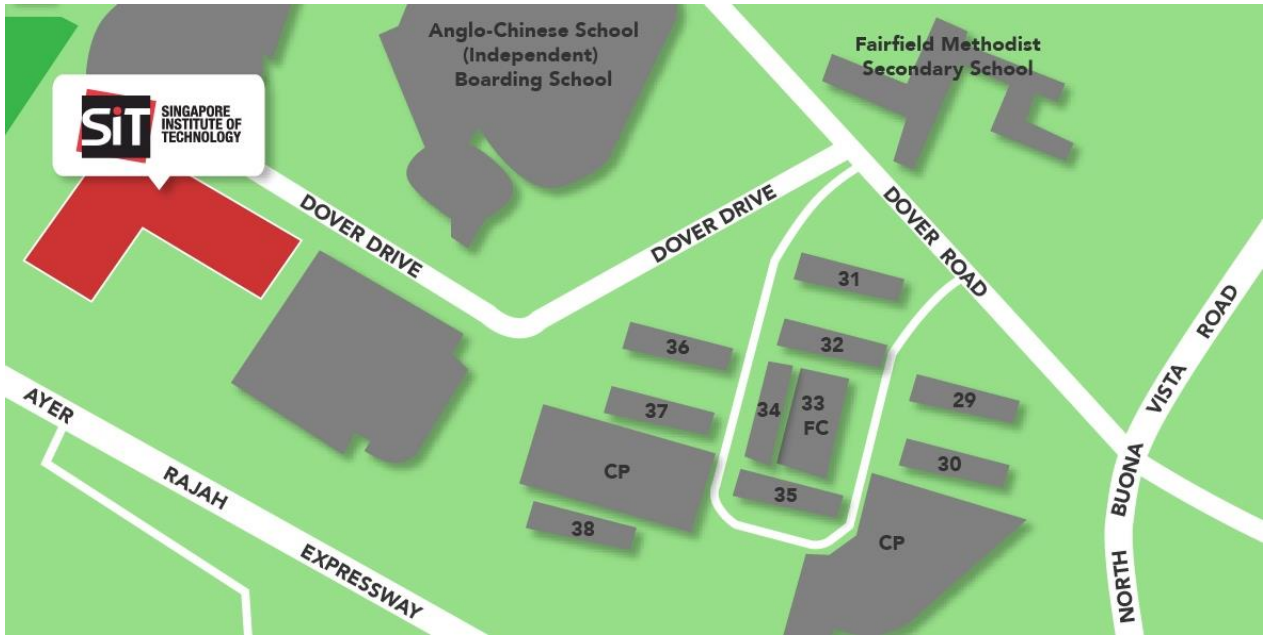 Anglo-Chinese School
(Independent)
Boarding School
Fairfield Methodist
Secondary School
SiT
SINGAPORE
INSTITUTE OF
TECHNOLOGY
DOVER DRIVE
DOVER DRIVE
DOVER ROAD
NORTH BUONA VISTA ROAD
AYER RAJAH EXPRESSWAY
31
32
36
37
34
33
FC
29
30
35
CP
38
CP